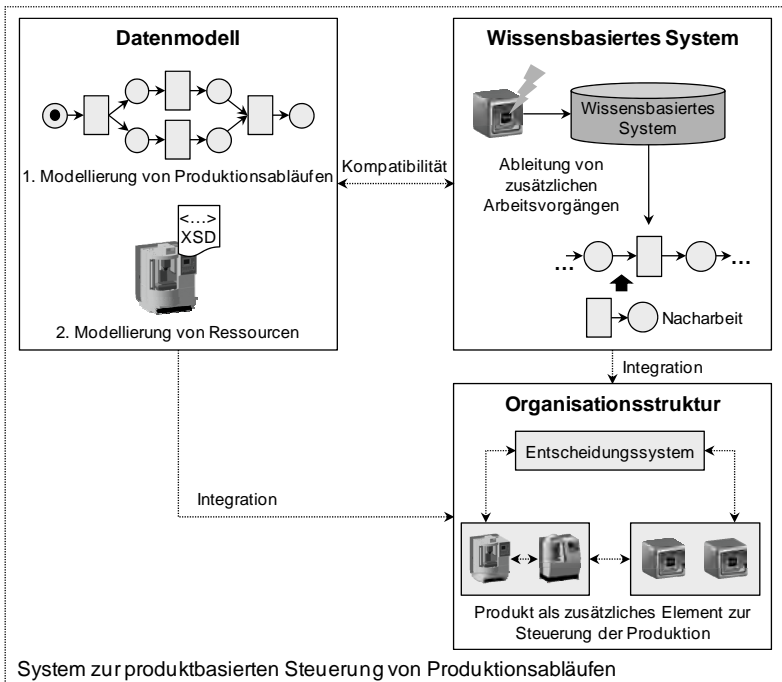 Datenmodell
1. Modellierung von Produktionsabläufen
<...>
XSD
2. Modellierung von Ressourcen
Kompatibilität
Wissensbasiertes System
Wissensbasiertes
System
Ableitung von
zusätzlichen
Arbeitsvorgängen
...
...
Nacharbeit
Integration
Integration
Organisationsstruktur
Entscheidungssystem
Produkt als zusätzliches Element zur
Steuerung der Produktion
System zur produktbasierten Steuerung von Produktionsabläufen